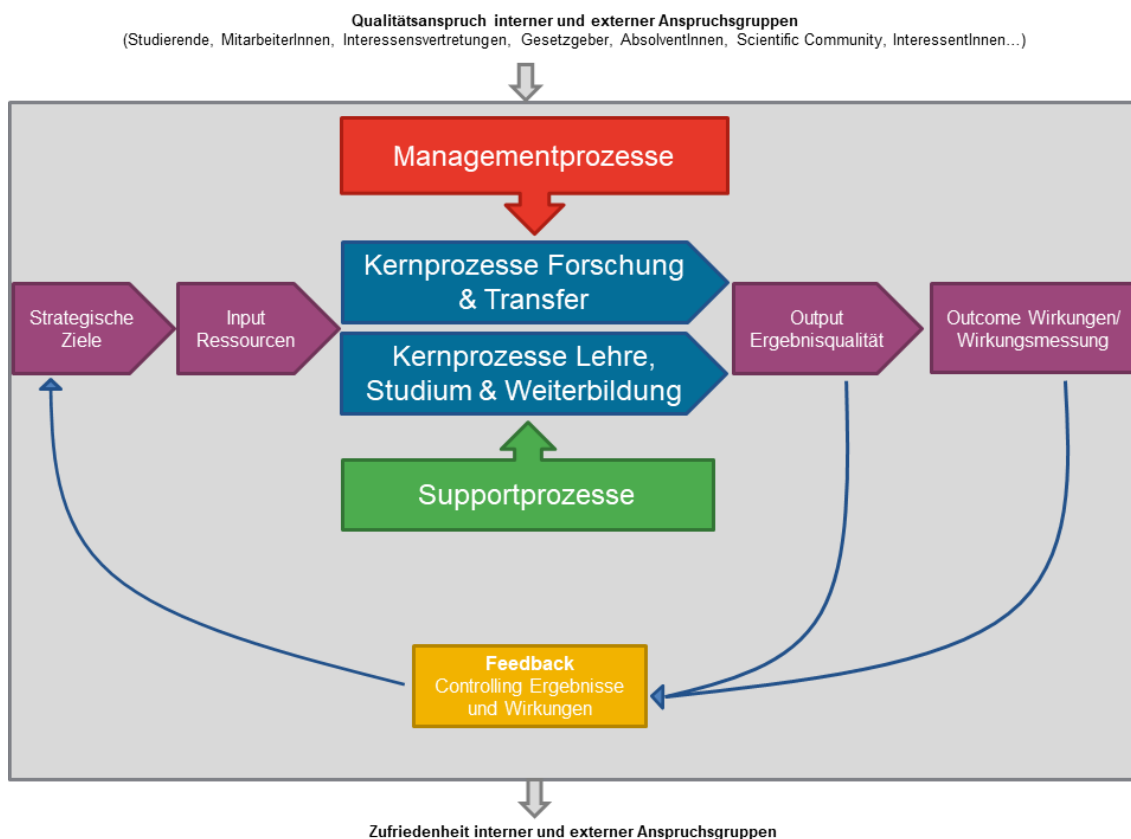 Qualitätsanspruch interner und externer Anspruchsgruppen
(Studierende, MitarbeiterInnen, Interessensvertretungen, Gesetzgeber, AbsolventInnen, Scientific Community, InteressentInnen…)
Managementprozesse
Kernprozesse Forschung
& Transfer
Strategische
Ziele
Input
Ressourcen
Kernprozesse Lehre,
Studium & Weiterbildung
Output
Ergebnisqualität
Outcome Wirkungen/
Wirkungsmessung
Supportprozesse
Feedback
Controlling Ergebnisse
und Wirkungen
Zufriedenheit interner und externer Anspruchsgruppen